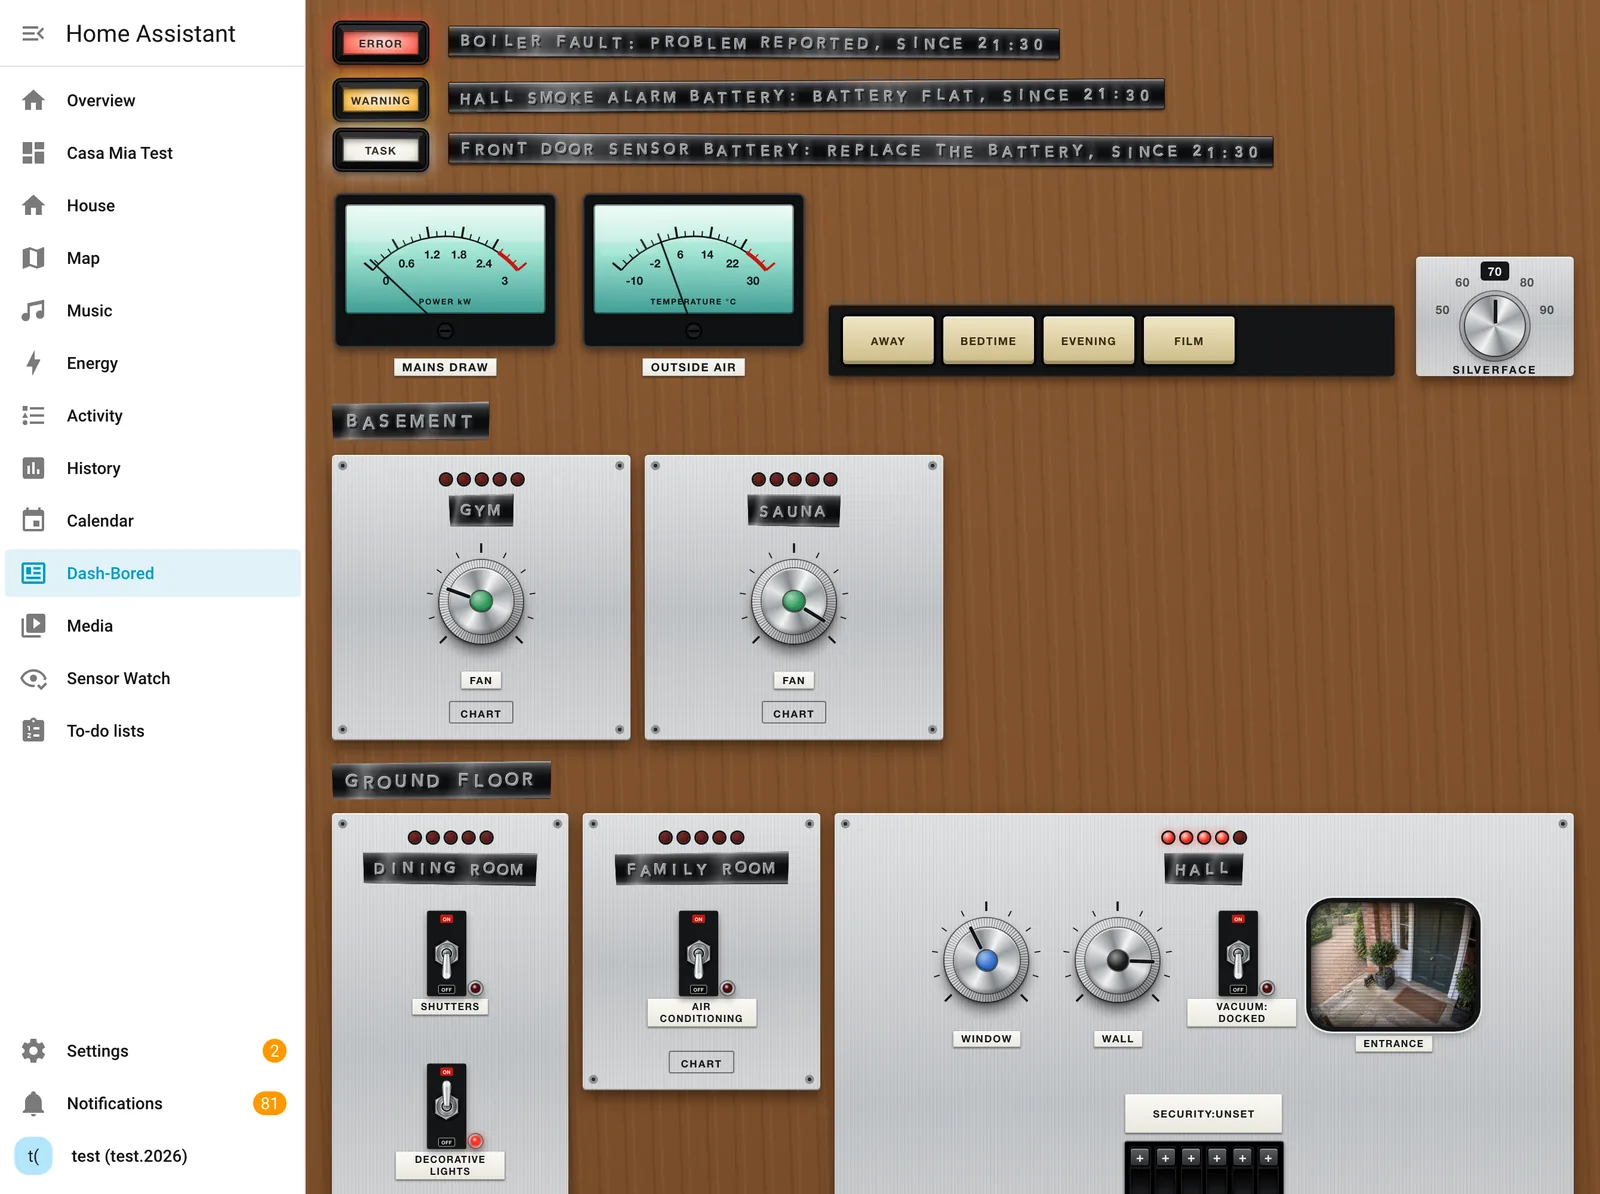 Home Assistant
Overview
Casa Mia Test
House
Map
Music
Energy
Activity
History
Calendar
Dash-Bored
Media
Sensor Watch
To-do lists
Settings
2
Notifications
81
t(
test (test.2026)
ERROR
BOILER FAULT: PROBLEM REPORTED, SINCE 21:30
WARNING
HALL SMOKE ALARM BATTERY: BATTERY FLAT, SINCE 21:30
TASK
FRONT DOOR SENSOR BATTERY: REPLACE THE BATTERY, SINCE 21:30
0 0.6 1.2 1.8 2.4 3
POWER kW
MAINS DRAW
-10 -2 6 14 22 30
TEMPERATURE °C
OUTSIDE AIR
AWAY
BEDTIME
EVENING
FILM
50 60 70 80 90
SILVERFACE
BASEMENT
GYM
FAN
CHART
SAUNA
FAN
CHART
GROUND FLOOR
DINING ROOM
ON
OFF
SHUTTERS
ON
OFF
DECORATIVE
LIGHTS
FAMILY ROOM
ON
OFF
AIR
CONDITIONING
CHART
HALL
WINDOW
WALL
ON
OFF
VACUUM:
DOCKED
ENTRANCE
SECURITY:UNSET
+ + + + + +